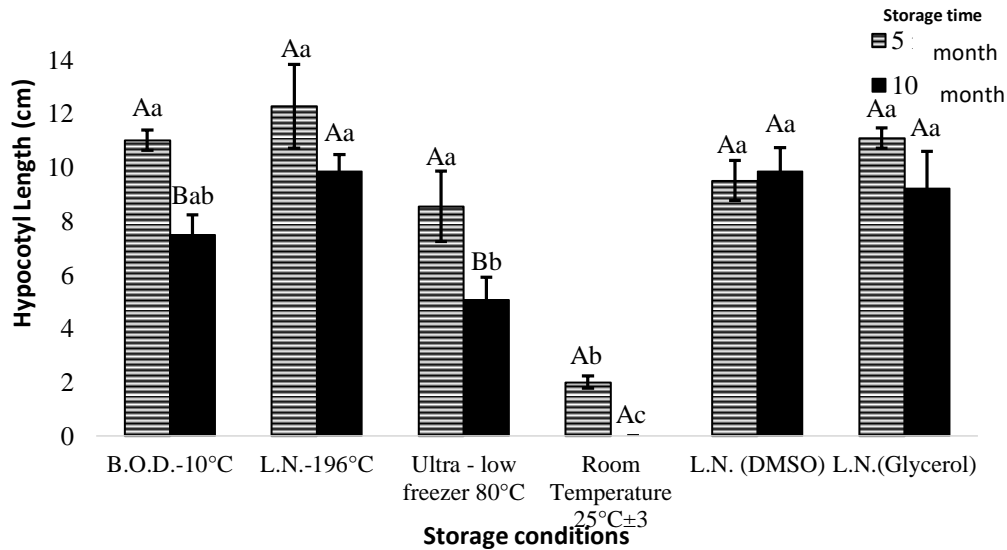 Storage time
5 month
10 month
Hypocotyl Length (cm)
14
12
10
8
6
4
2
0
Aa
Bab
Aa
Aa
Aa
Bb
Ab
Ac
Aa
Aa
Aa
Aa
B.O.D.-10°C
L.N.-196°C
Ultra - low
freezer 80°C
Room
Temperature
25°C±3
L.N. (DMSO)
L.N.(Glycerol)
Storage conditions